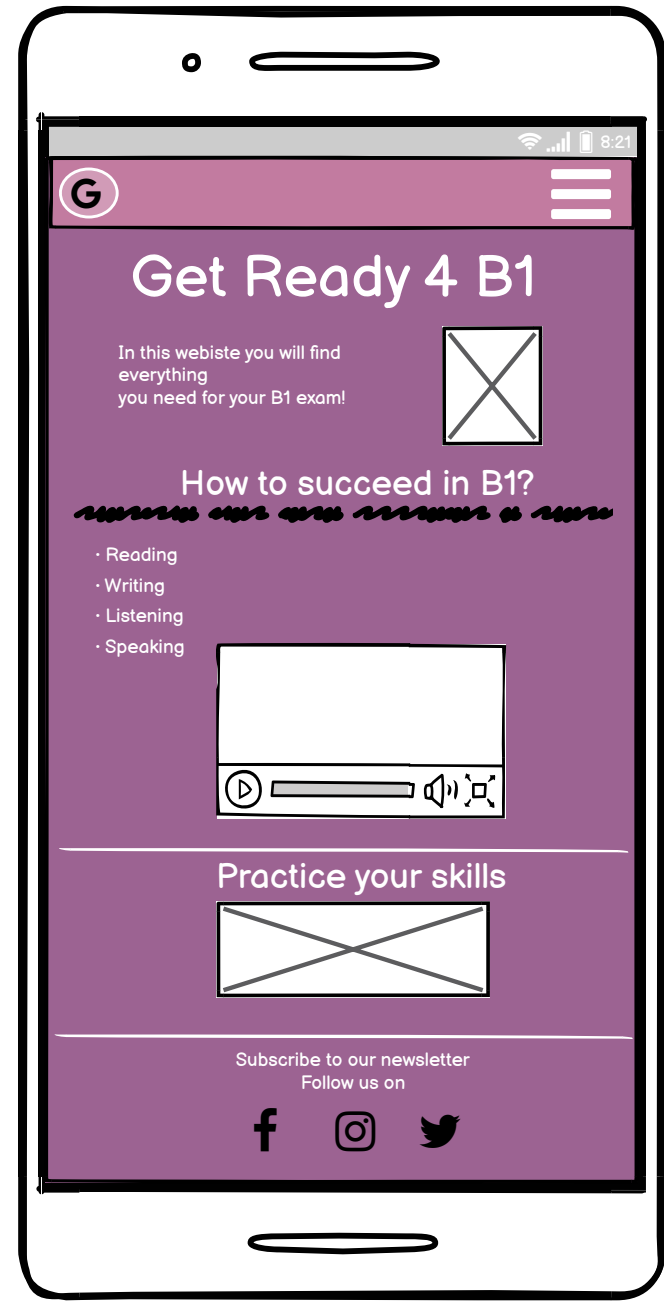 8:21
G
Get Ready 4 B1
In this webiste you will find
everything
you need for your B1 exam!
How to succeed in B1?
· Reading
· Writing
· Listening
· Speaking
Practice your skills
Subscribe to our newsletter
Follow us on